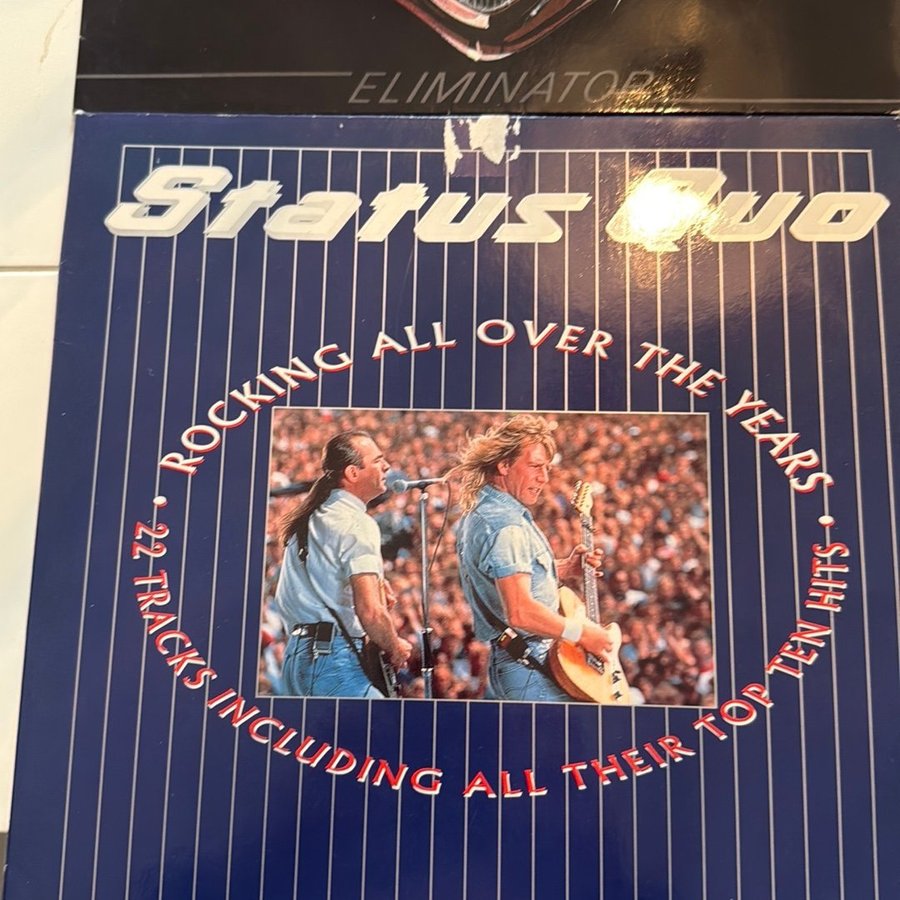 ELIMINATOR
Status Quo
ROCKING ALL OVER THE YEARS
• 22 TRACKS INCLUDING ALL THEIR TOP TEN HITS •